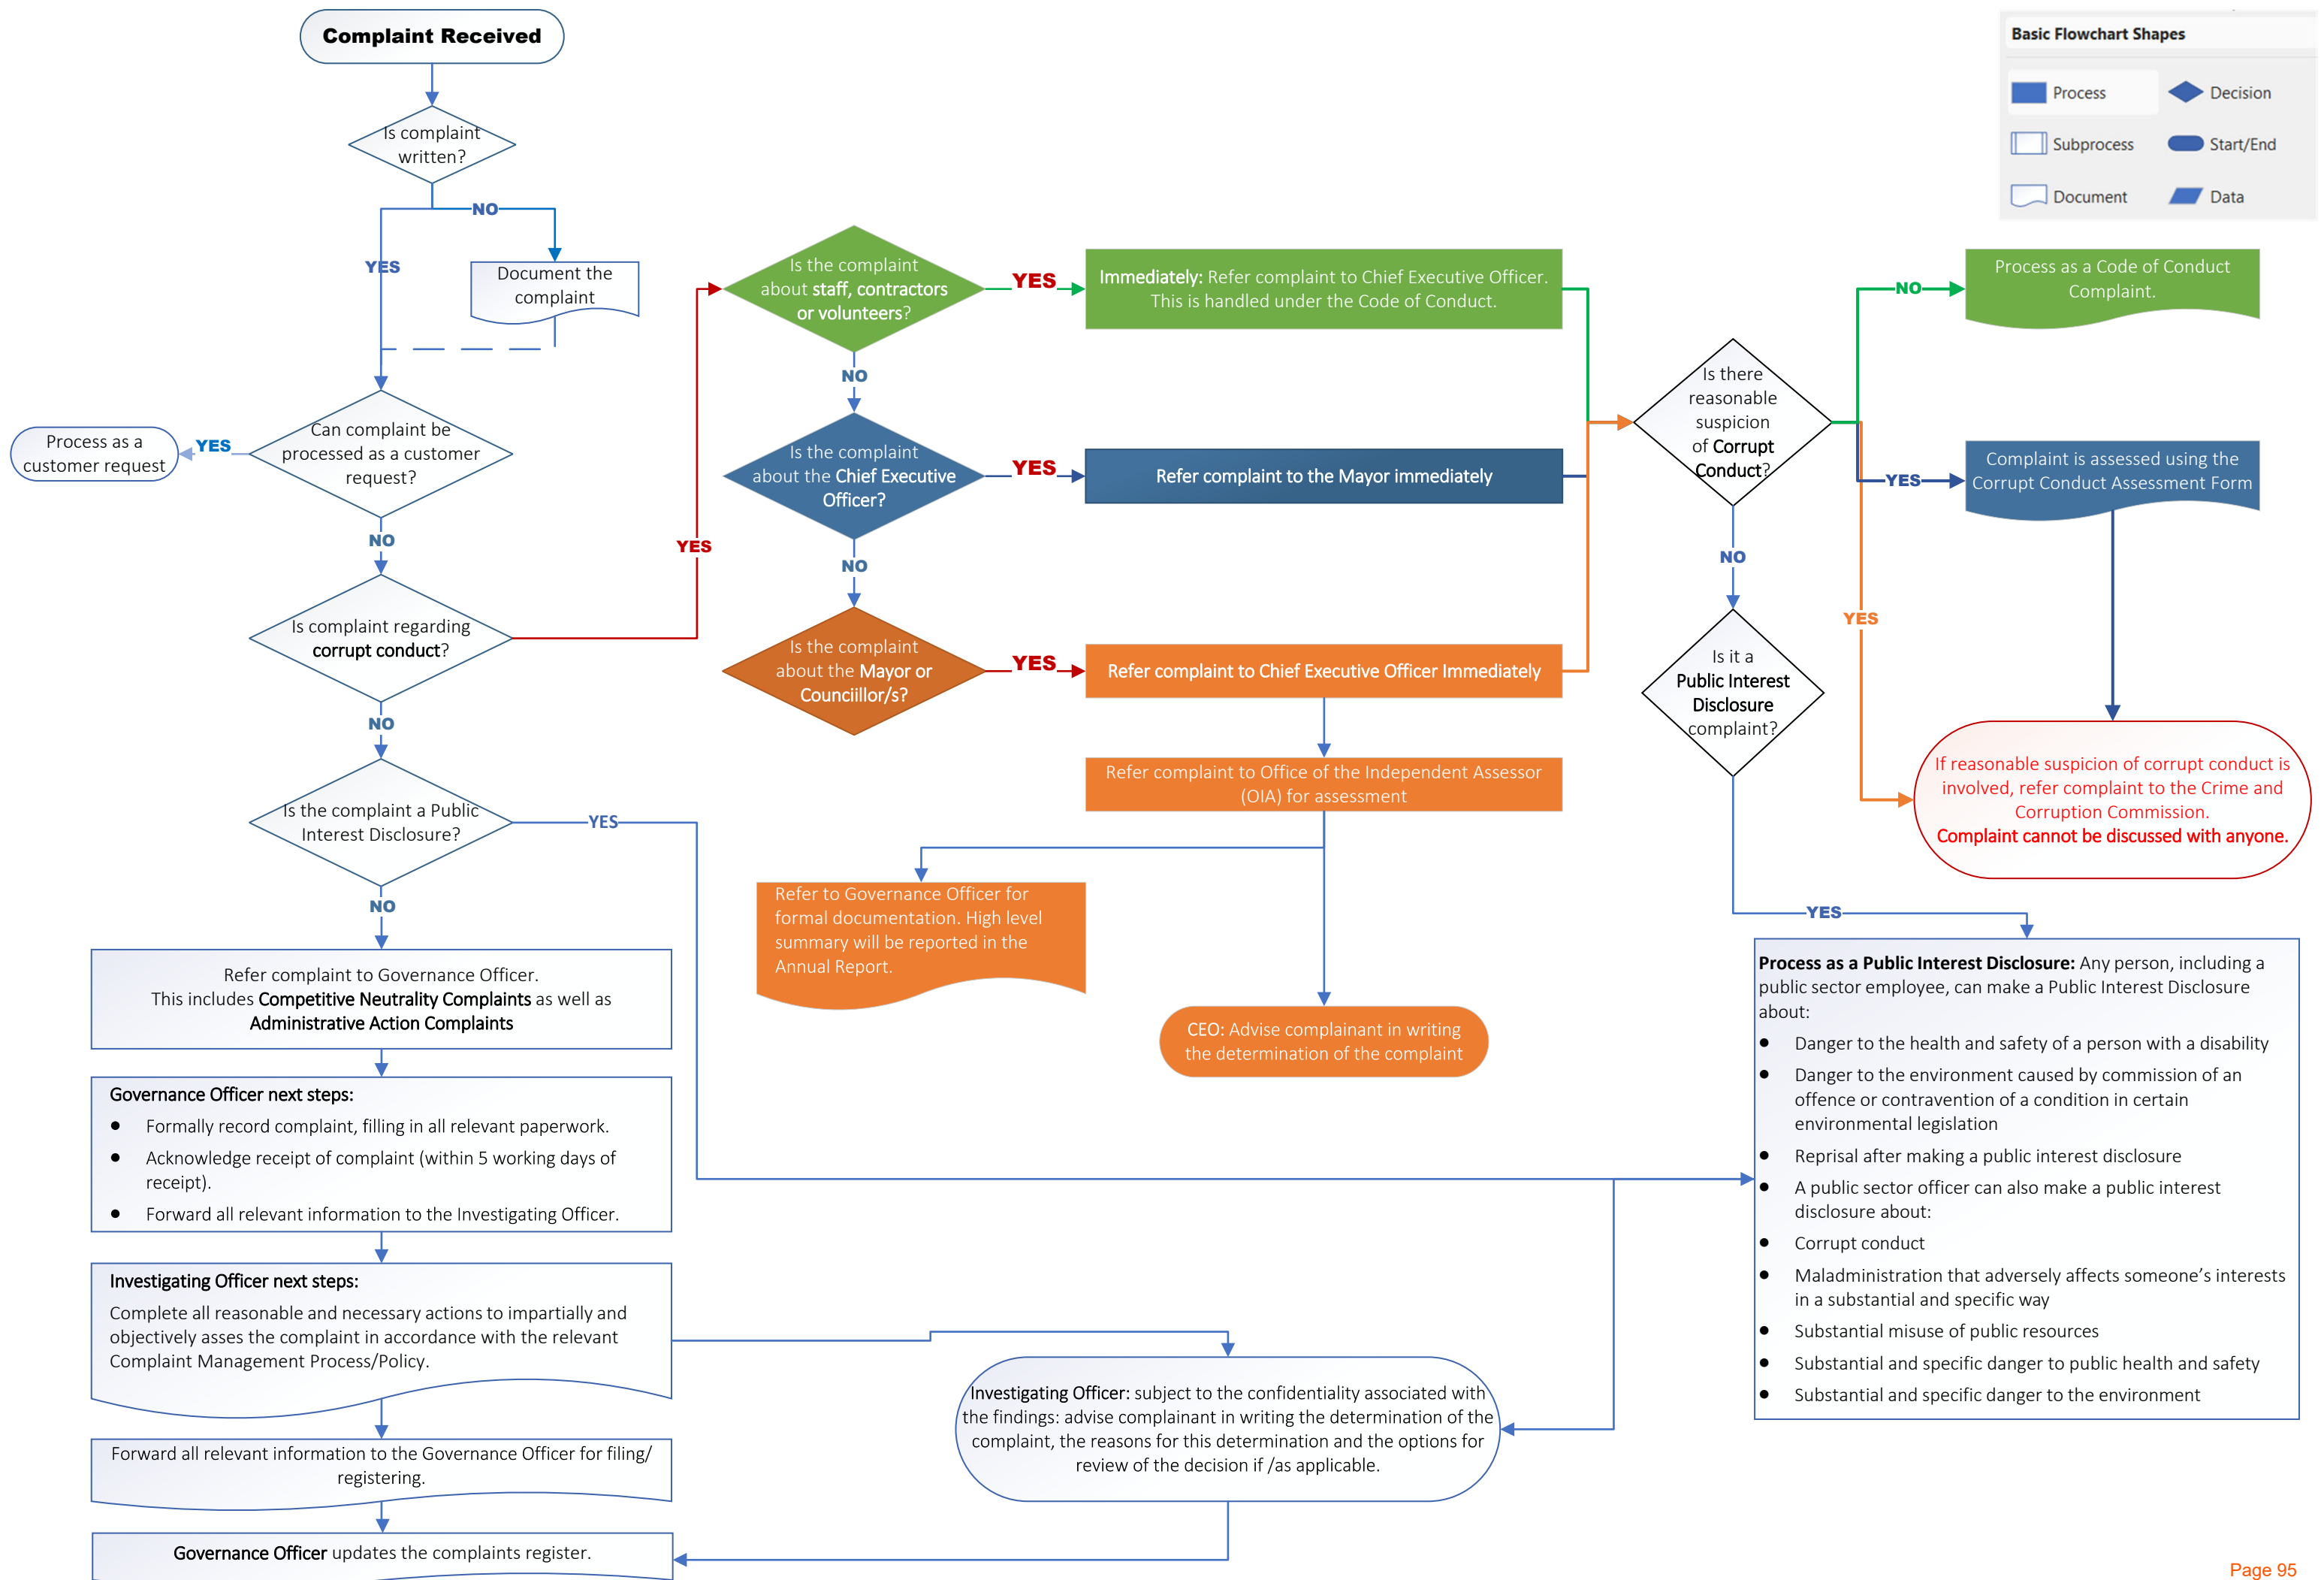 Complaint Received
Is complaint
written?
NO
YES
Document the
complaint
Can complaint be
processed as a customer
request?
YES
Process as a
customer request
NO
Is complaint regarding
corrupt conduct?
YES
NO
Is the complaint a Public
Interest Disclosure?
YES
NO
Refer complaint to Governance Officer.
This includes Competitive Neutrality Complaints as well as
Administrative Action Complaints
Governance Officer next steps:
● Formally record complaint, filling in all relevant paperwork.
● Acknowledge receipt of complaint (within 5 working days of
receipt).
● Forward all relevant information to the Investigating Officer.
Investigating Officer next steps:
Complete all reasonable and necessary actions to impartially and
objectively asses the complaint in accordance with the relevant
Complaint Management Process/Policy.
Forward all relevant information to the Governance Officer for filing/
registering.
Governance Officer updates the complaints register.
Is the complaint
about staff, contractors
or volunteers?
YES
Immediately: Refer complaint to Chief Executive Officer.
This is handled under the Code of Conduct.
NO
Is the complaint
about the Chief Executive
Officer?
YES
Refer complaint to the Mayor immediately
NO
Is the complaint
about the Mayor or
Counciillor/s?
YES
Refer complaint to Chief Executive Officer Immediately
Refer complaint to Office of the Independent Assessor
(OIA) for assessment
Refer to Governance Officer for
formal documentation. High level
summary will be reported in the
Annual Report.
CEO: Advise complainant in writing
the determination of the complaint
Investigating Officer: subject to the confidentiality associated with
the findings: advise complainant in writing the determination of the
complaint, the reasons for this determination and the options for
review of the decision if /as applicable.
Basic Flowchart Shapes
Process
Decision
Subprocess
Start/End
Document
Data
Is there
reasonable
suspicion
of Corrupt
Conduct?
NO
Process as a Code of Conduct
Complaint.
YES
Complaint is assessed using the
Corrupt Conduct Assessment Form
YES
If reasonable suspicion of corrupt conduct is
involved, refer complaint to the Crime and
Corruption Commission.
Complaint cannot be discussed with anyone.
NO
Is it a
Public Interest
Disclosure
complaint?
YES
Process as a Public Interest Disclosure: Any person, including a
public sector employee, can make a Public Interest Disclosure
about:
● Danger to the health and safety of a person with a disability
● Danger to the environment caused by commission of an
offence or contravention of a condition in certain
environmental legislation
● Reprisal after making a public interest disclosure
● A public sector officer can also make a public interest
disclosure about:
● Corrupt conduct
● Maladministration that adversely affects someone’s interests
in a substantial and specific way
● Substantial misuse of public resources
● Substantial and specific danger to public health and safety
● Substantial and specific danger to the environment
Page 95